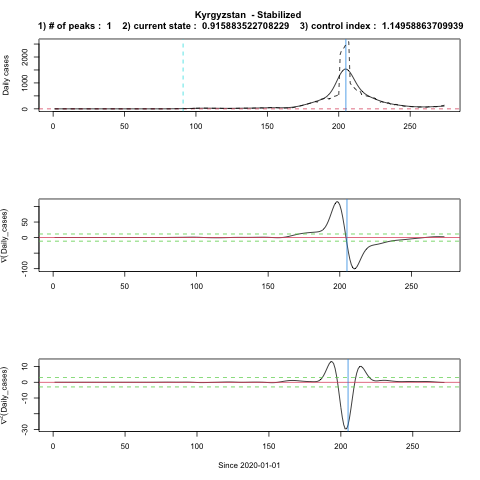 Kyrgyzstan - Stabilized
1) # of peaks : 1 2) current state : 0.915883522708229 3) control index : 1.14958863709939
Daily cases
0 1000 2000
0 50 100 150 200 250
∇(Daily_cases)
-100 0 50
0 50 100 150 200 250
∇²(Daily_cases)
-30 -10 0 10
0 50 100 150 200 250
Since 2020-01-01